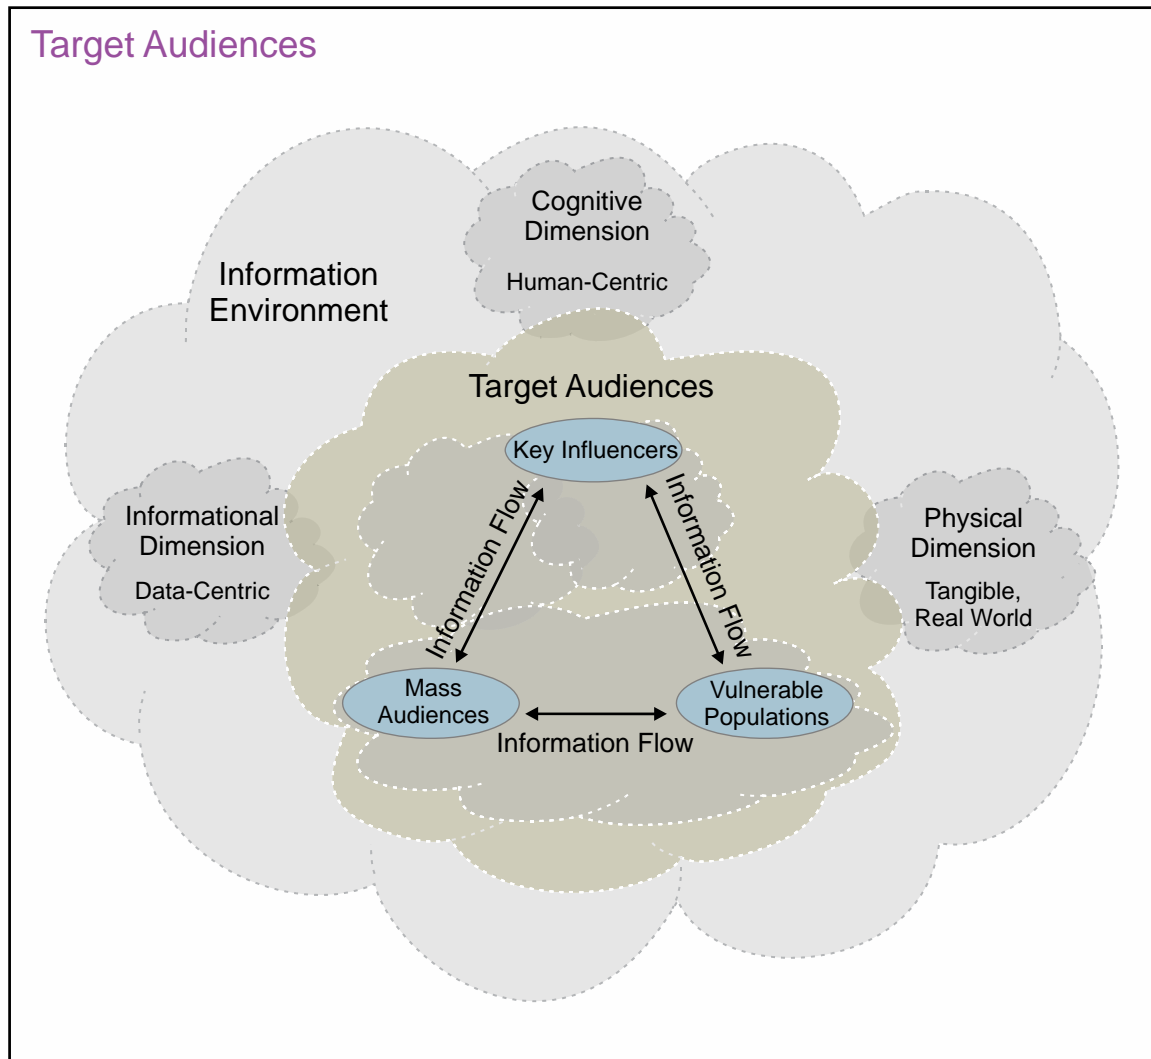 Target Audiences
Cognitive
Dimension
Human-Centric
Information
Environment
Target Audiences
Key Influencers
Information Flow
Information Flow
Informational
Dimension
Data-Centric
Physical
Dimension
Tangible,
Real World
Mass
Audiences
Vulnerable
Populations
Information Flow